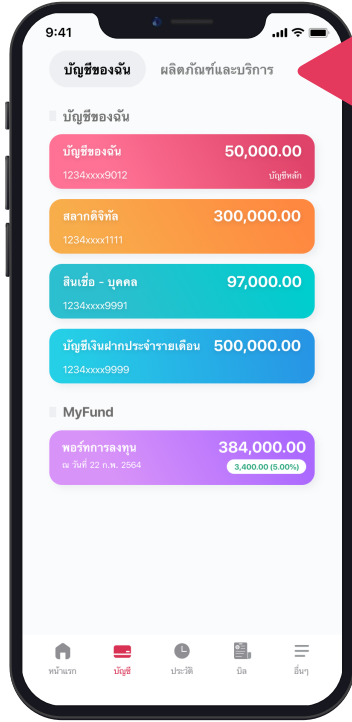 9:41
บัญชีของฉัน ผลิตภัณฑ์และบริการ
บัญชีของฉัน
บัญชีของฉัน 50,000.00
1234xxxx9012 บัญชีหลัก
สลากดิจิทัล 300,000.00
1234xxxx1111
สินเชื่อ - บุคคล 97,000.00
1234xxxx9991
บัญชีเงินฝากประจำรายเดือน 500,000.00
1234xxxx9999
MyFund
พอร์ทการลงทุน 384,000.00
ณ วันที่ 22 ก.พ. 2564 3,400.00 (5.00%)
หน้าแรก บัญชี ประวัติ บิล อื่นๆ